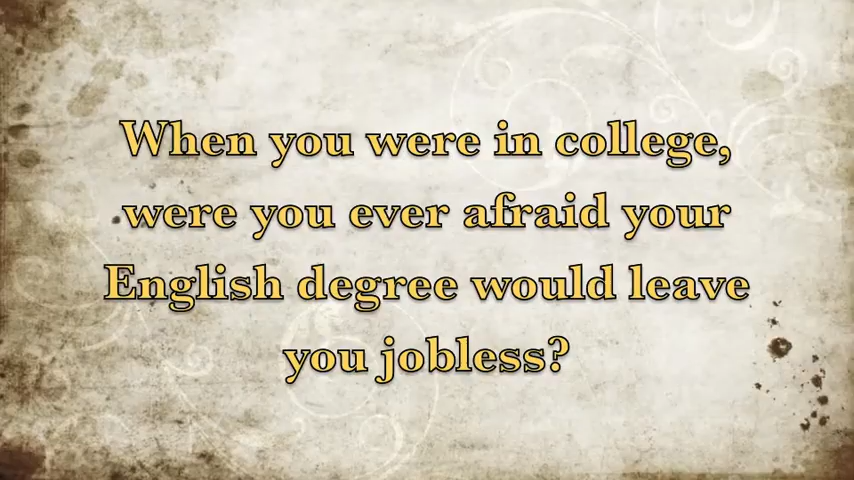 When you were in college,
were you ever afraid your
English degree would leave
you jobless?